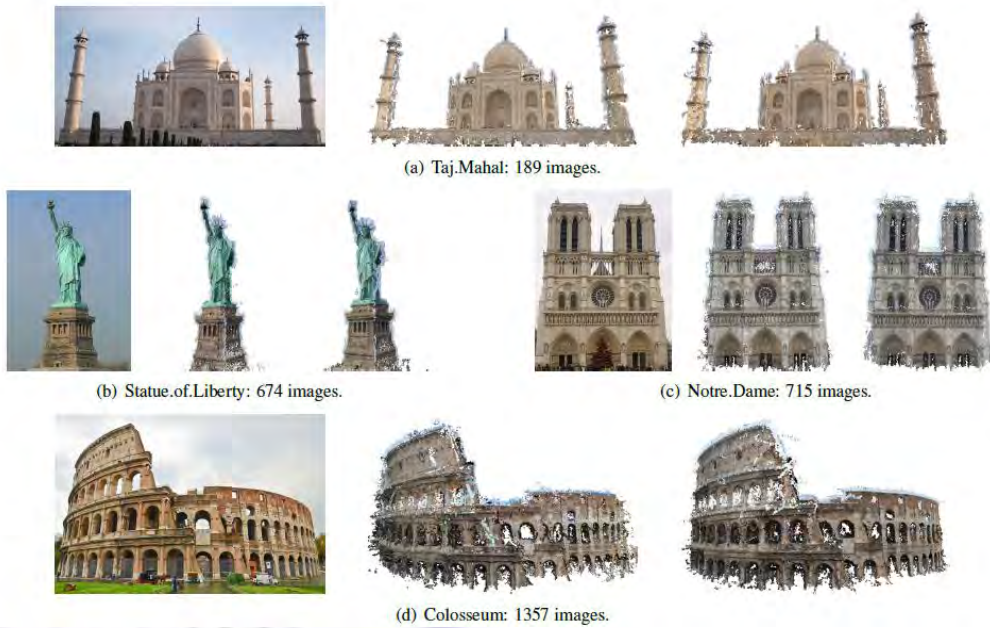 (a) Taj.Mahal: 189 images.
(b) Statue.of.Liberty: 674 images.
(c) Notre.Dame: 715 images.
(d) Colosseum: 1357 images.